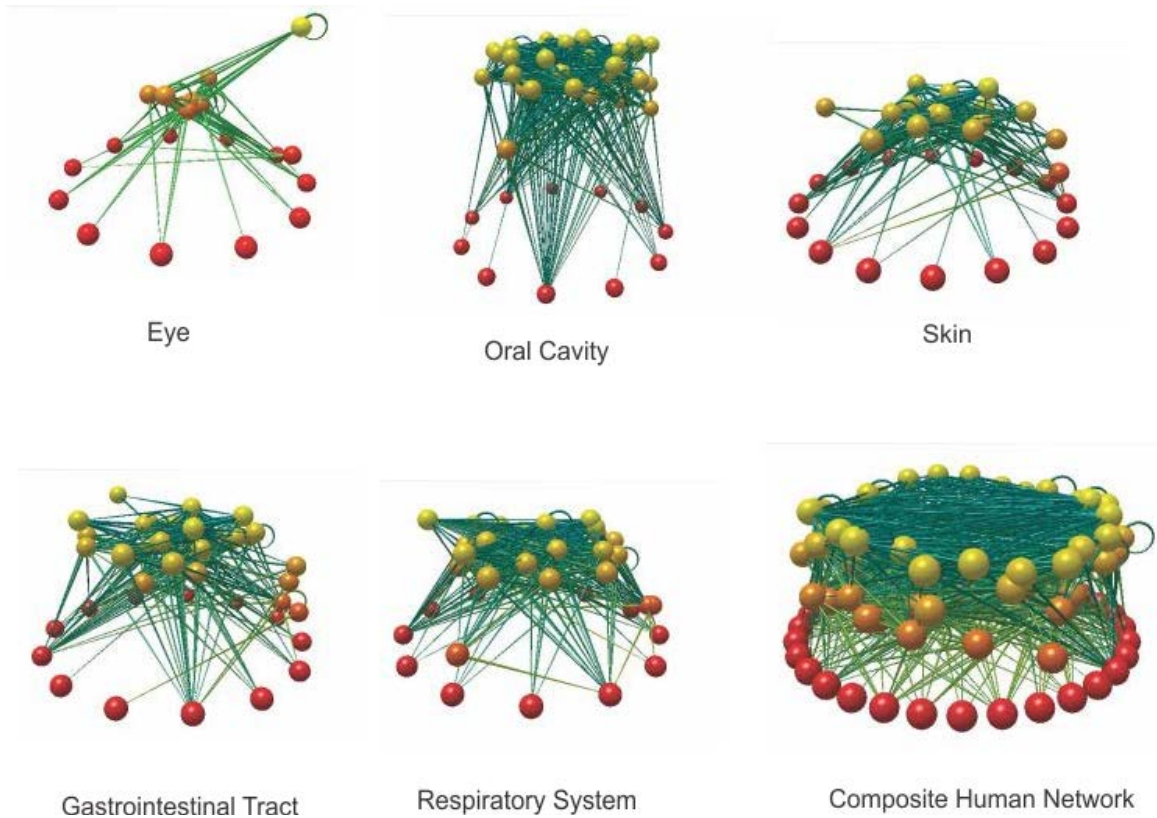 Eye
Oral Cavity
Skin
Gastrointestinal Tract
Respiratory System
Composite Human Network